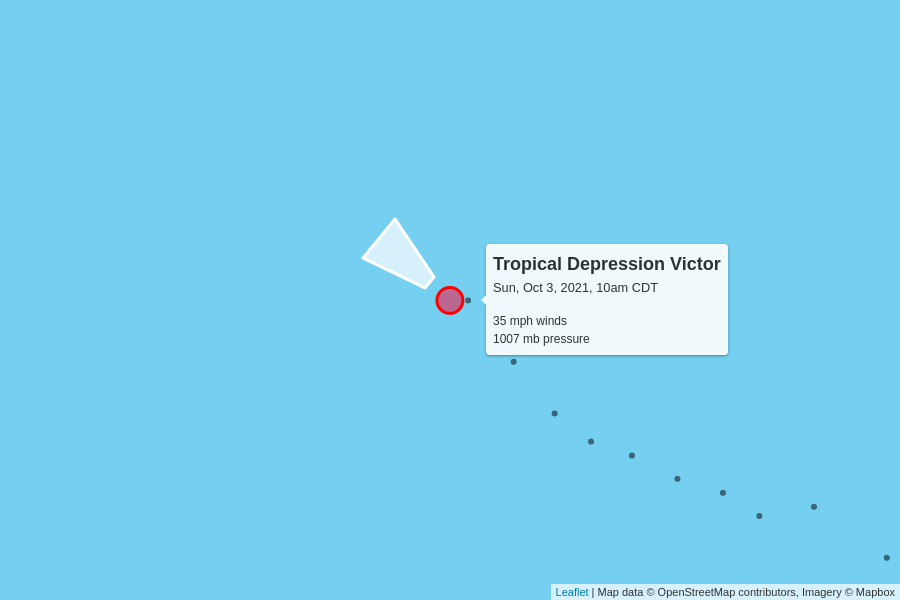 Tropical Depression Victor
Sun, Oct 3, 2021, 10am CDT
35 mph winds
1007 mb pressure
Leaflet | Map data © OpenStreetMap contributors, Imagery © Mapbox